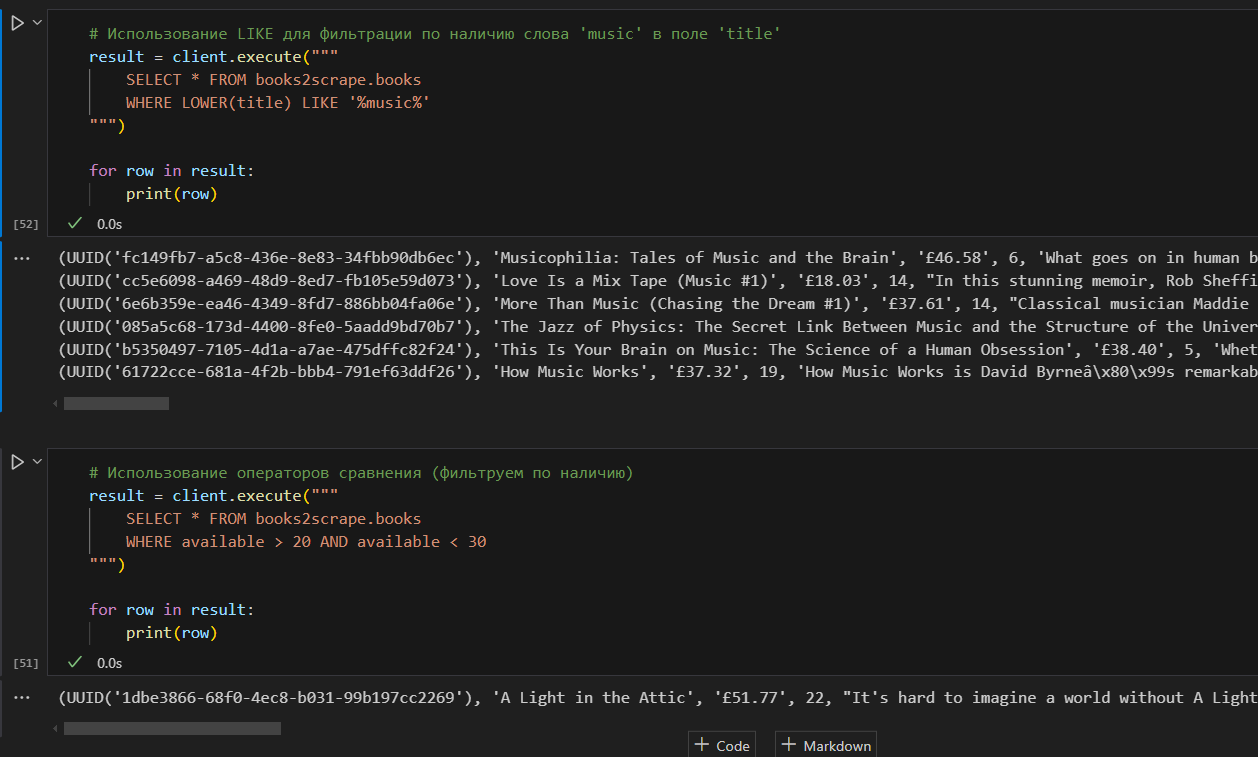 # Использование LIKE для фильтрации по наличию слова 'music' в поле 'title'
result = client.execute("""
    SELECT * FROM books2scrape.books
    WHERE LOWER(title) LIKE '%music%'
""")
for row in result:
    print(row)
[52] 0.0s
... (UUID('fc149fb7-a5c8-436e-8e83-34fbb90db6ec'), 'Musicophilia: Tales of Music and the Brain', '£46.58', 6, 'What goes on in human b
(UUID('cc5e6098-a469-48d9-8ed7-fb105e59d073'), 'Love Is a Mix Tape (Music #1)', '£18.03', 14, "In this stunning memoir, Rob Sheffi
(UUID('6e6b359e-ea46-4349-8fd7-886bb04fa06e'), 'More Than Music (Chasing the Dream #1)', '£37.61', 14, "Classical musician Maddie
(UUID('085a5c68-173d-4400-8fe0-5aadd9bd70b7'), 'The Jazz of Physics: The Secret Link Between Music and the Structure of the Univer
(UUID('b5350497-7105-4d1a-a7ae-475dffc82f24'), 'This Is Your Brain on Music: The Science of a Human Obsession', '£38.40', 5, 'Whet
(UUID('61722cce-681a-4f2b-bbb4-791ef63ddf26'), 'How Music Works', '£37.32', 19, 'How Music Works is David Byrneâ\x80\x99s remarkab
# Использование операторов сравнения (фильтруем по наличию)
result = client.execute("""
    SELECT * FROM books2scrape.books
    WHERE available > 20 AND available < 30
""")
for row in result:
    print(row)
[51] 0.0s
... (UUID('1dbe3866-68f0-4ec8-b031-99b197cc2269'), 'A Light in the Attic', '£51.77', 22, "It's hard to imagine a world without A Light
+ Code + Markdown